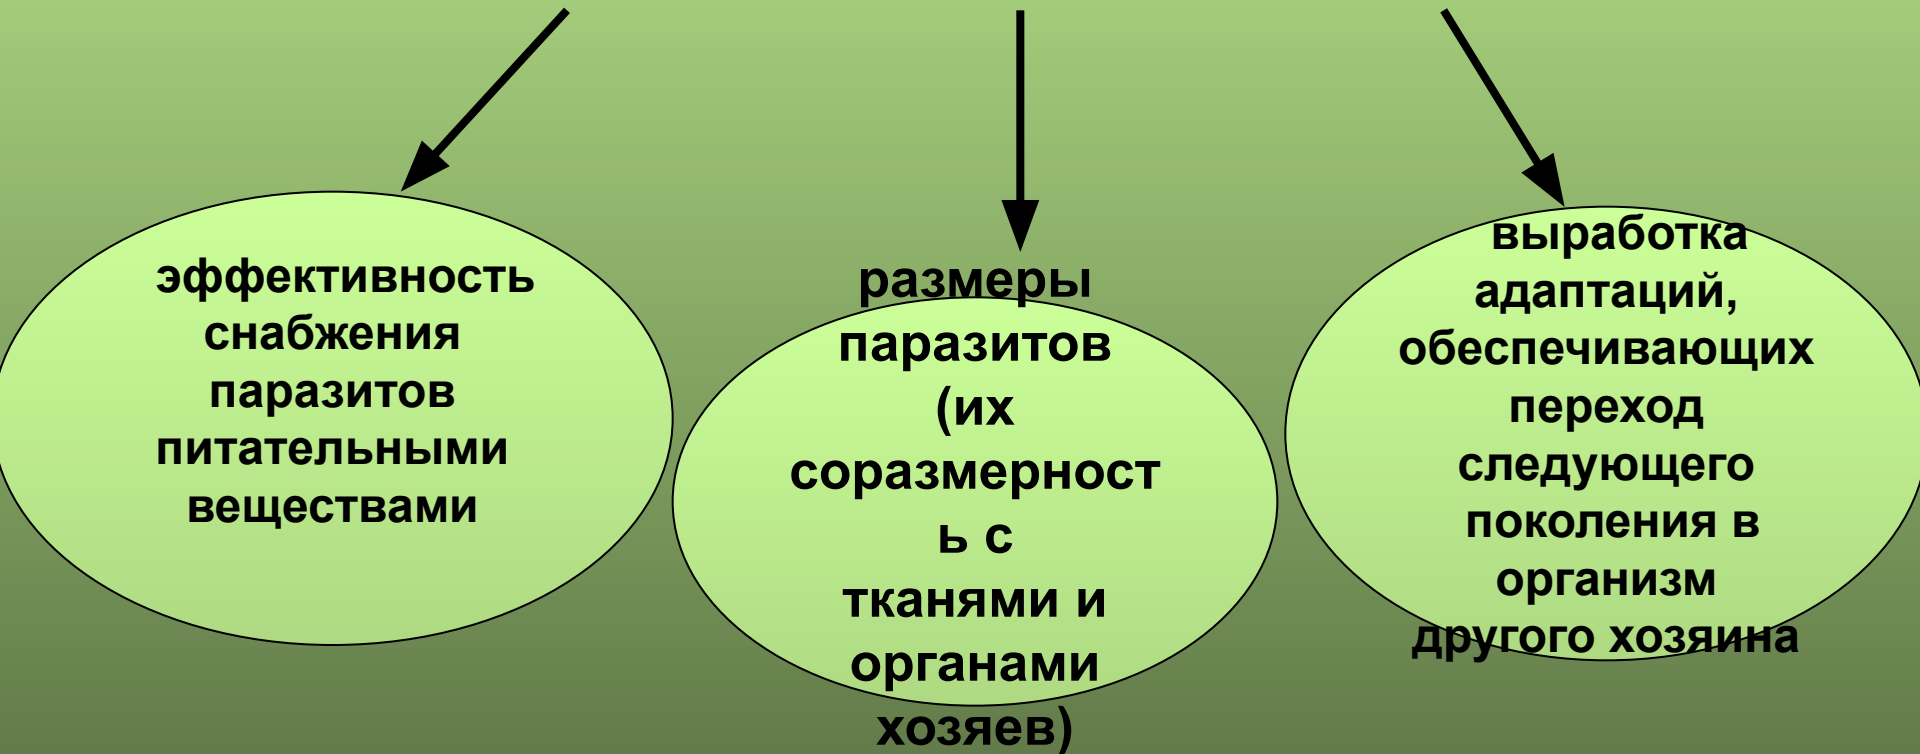 эффективность
снабжения
паразитов
питательными
веществами
размеры
паразитов
(их
соразмерност
ь с
тканями и
органами
хозяев)
выработка
адаптаций,
обеспечивающих
переход
следующего
поколения в
организм
другого хозяина